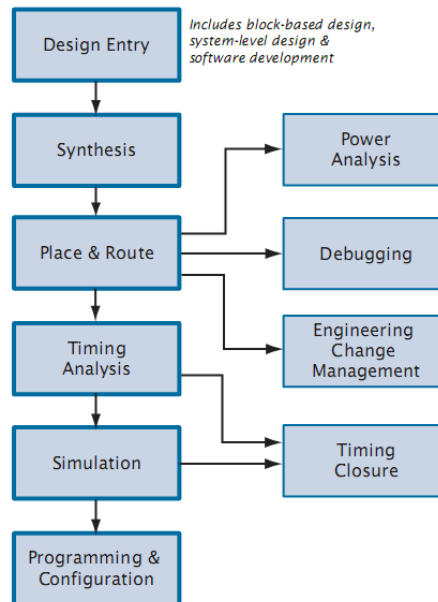 Design Entry
Includes block-based design,
system-level design &
software development
Synthesis
Power
Analysis
Place & Route
Debugging
Engineering
Change
Management
Timing
Analysis
Simulation
Timing
Closure
Programming &
Configuration